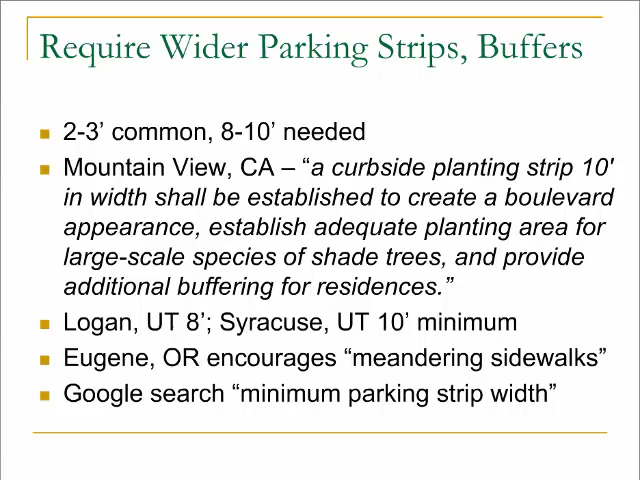 Require Wider Parking Strips, Buffers
2-3’ common, 8-10’ needed
Mountain View, CA – “a curbside planting strip 10'
in width shall be established to create a boulevard
appearance, establish adequate planting area for
large-scale species of shade trees, and provide
additional buffering for residences.”
Logan, UT 8’; Syracuse, UT 10’ minimum
Eugene, OR encourages “meandering sidewalks”
Google search “minimum parking strip width”